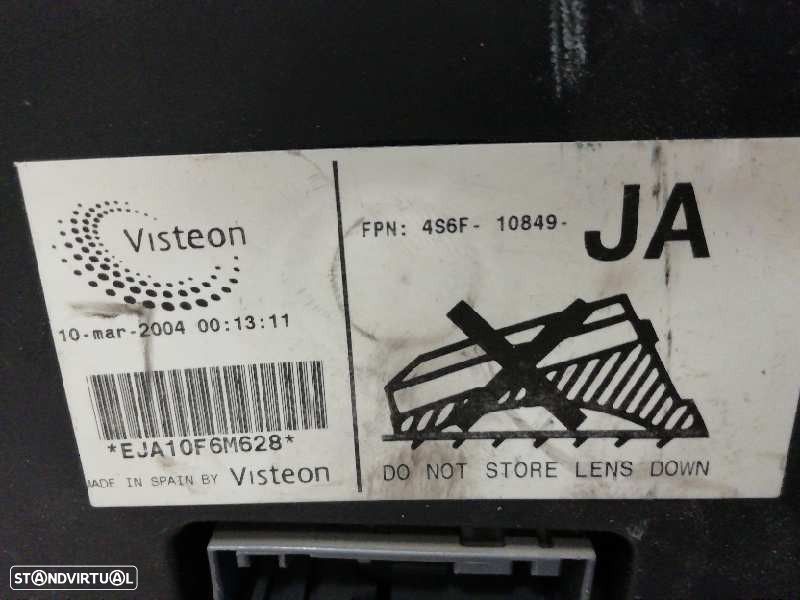 Visteon
10-mar-2004 00:13:11
*EJA10F6M628*
MADE IN SPAIN BY Visteon
FPN: 4S6F- 10849- JA
DO NOT STORE LENS DOWN
STANDVIRTUAL